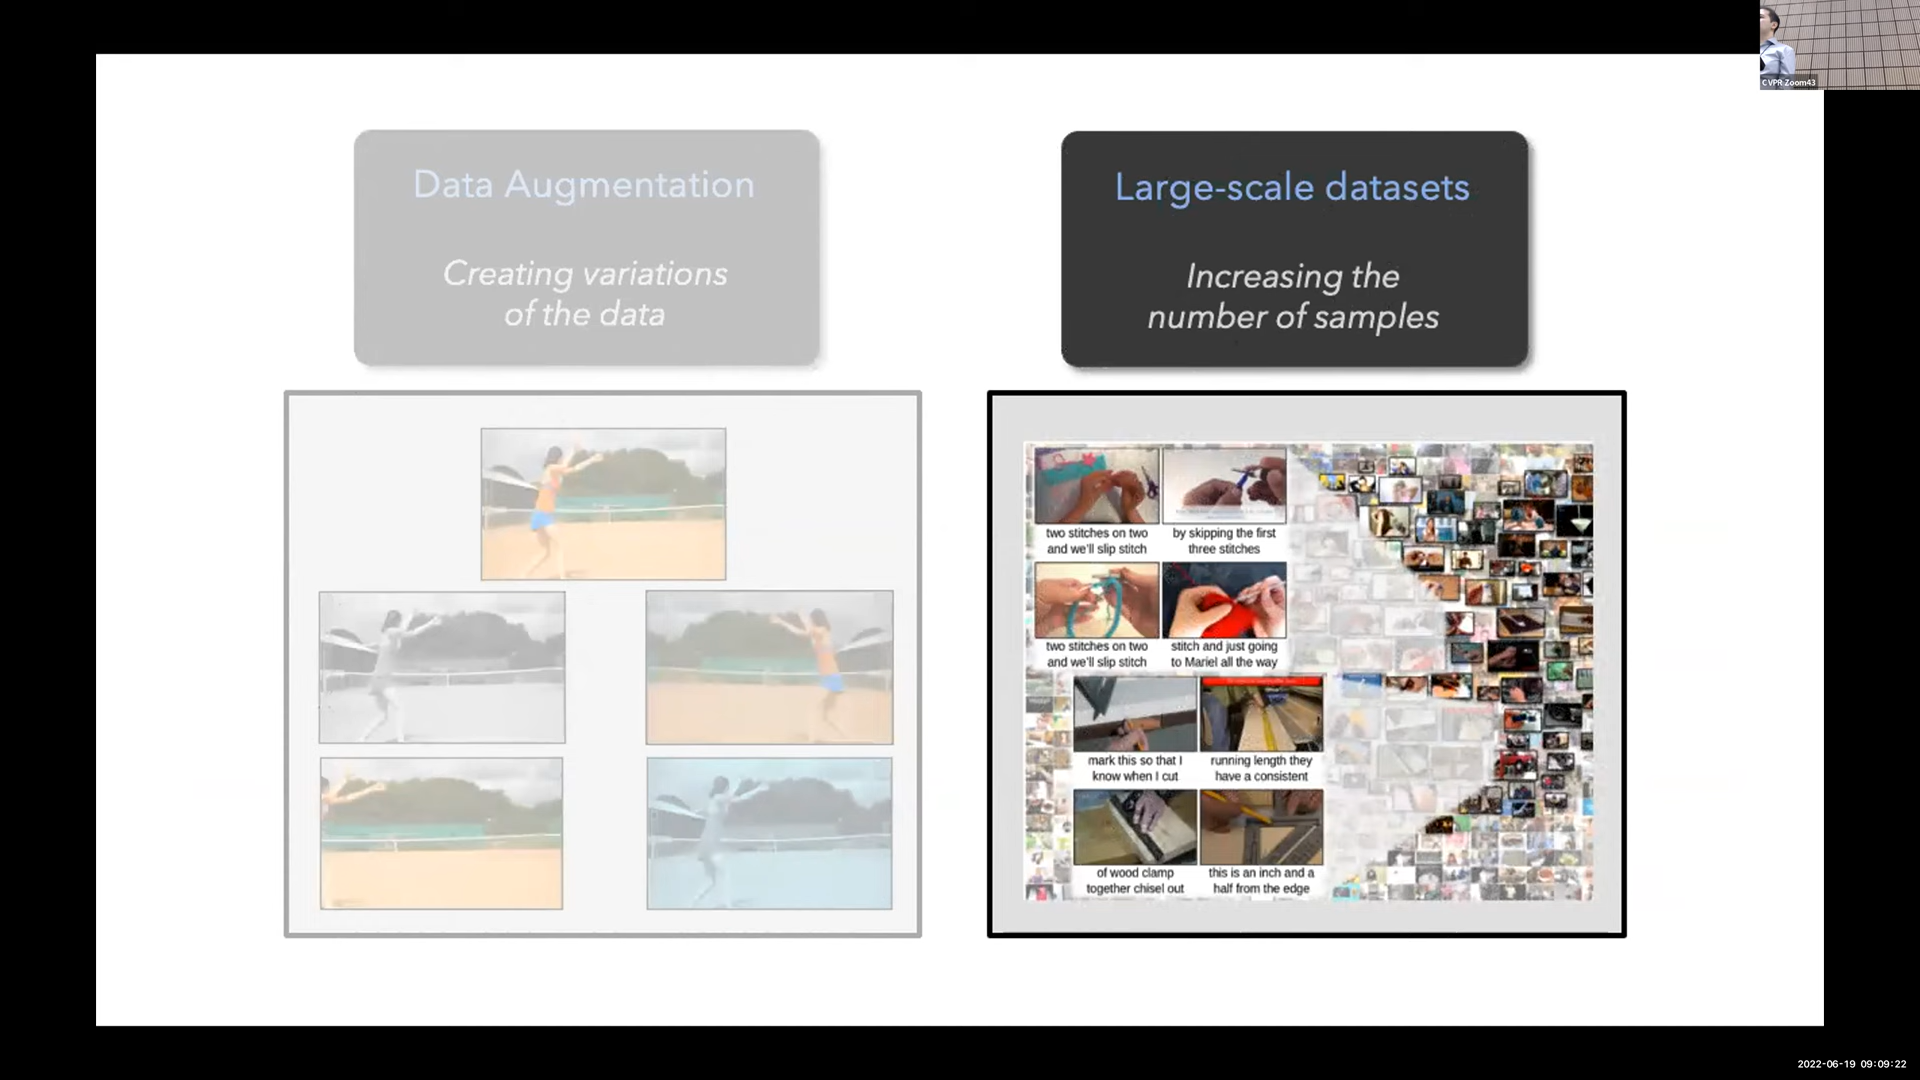 CVPR Zoom43
Data Augmentation
Creating variations
of the data
Large-scale datasets
Increasing the
number of samples
two stitches on two
and we'll slip stitch
by skipping the first
three stitches
two stitches on two
and we'll slip stitch
stitch and just going
to Mariel all the way
mark this so that I
know when I cut
running length they
have a consistent
of wood clamp
together chisel out
this is an inch and a
half from the edge
2022-06-19 09:09:22